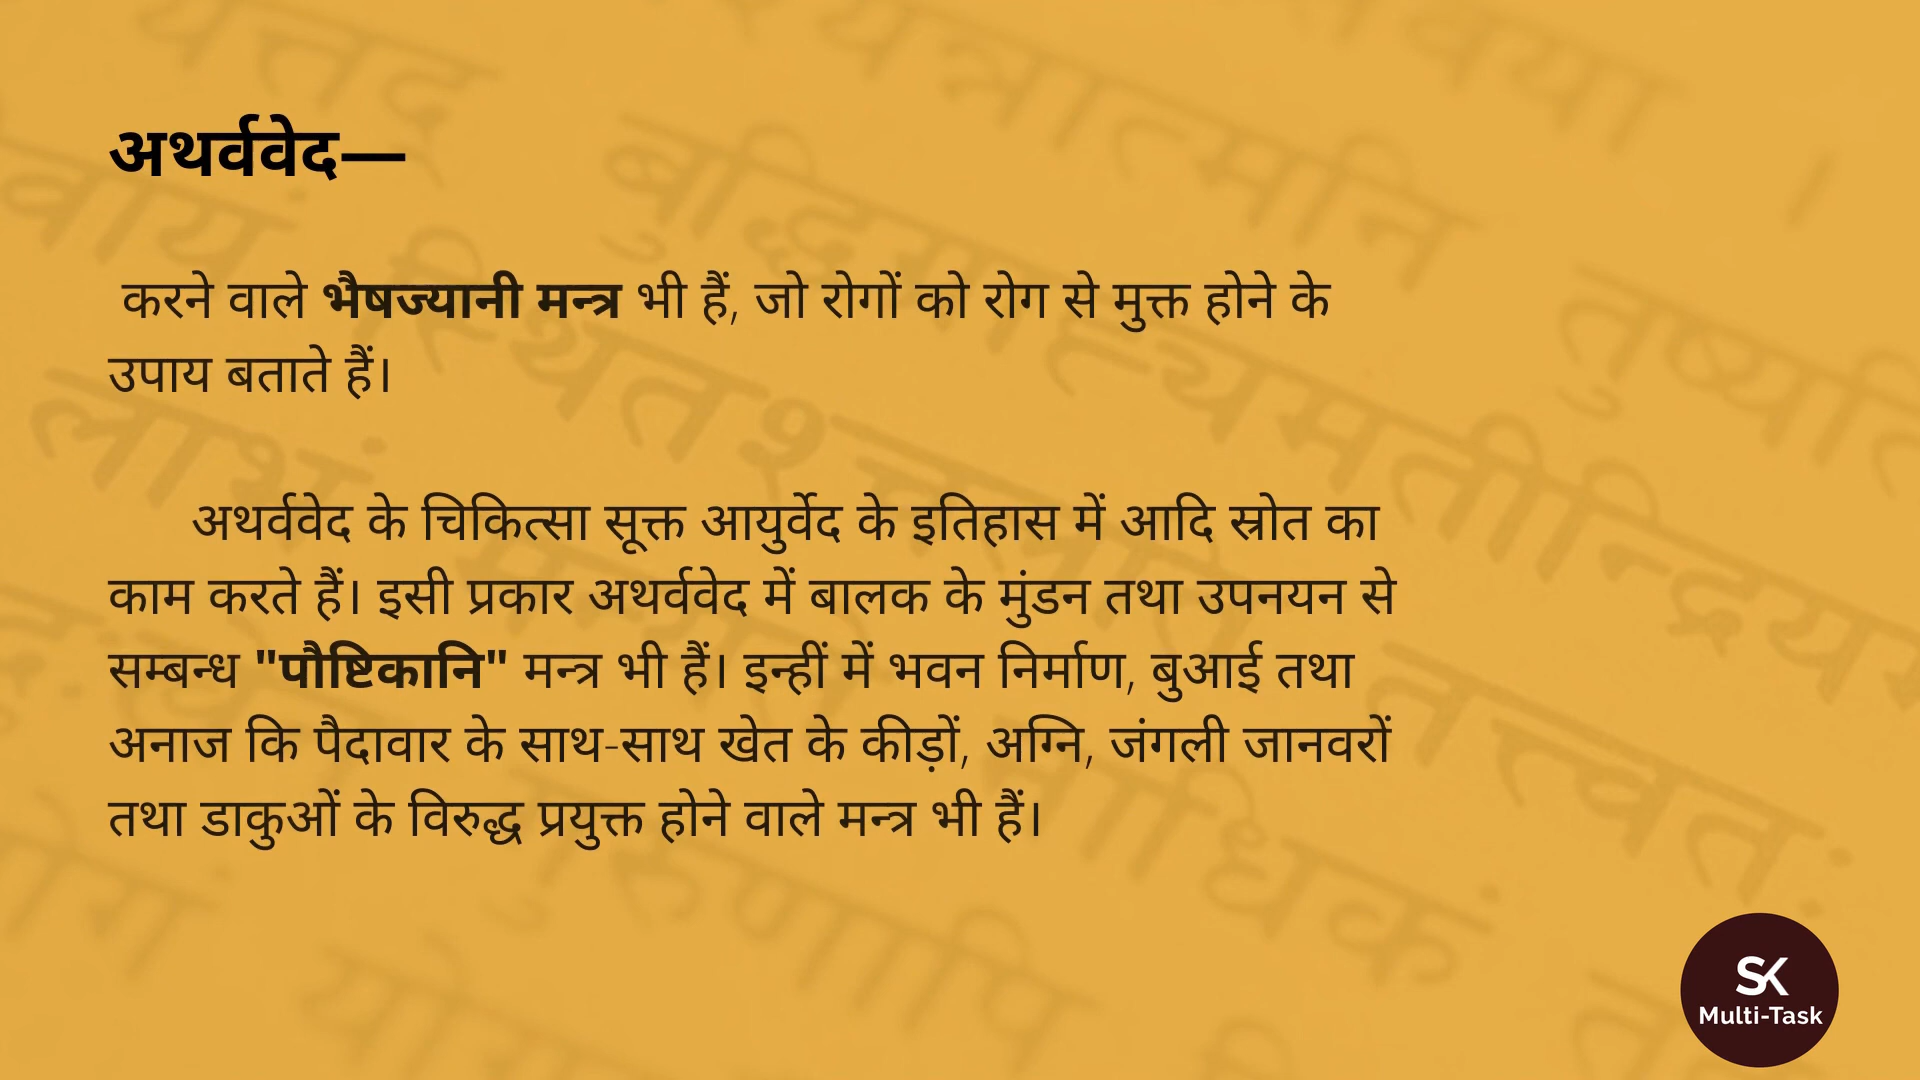 अथर्ववेद—
करने वाले भैषज्यानी मन्त्र भी हैं, जो रोगों को रोग से मुक्त होने के
उपाय बताते हैं।
अथर्ववेद के चिकित्सा सूक्त आयुर्वेद के इतिहास में आदि स्रोत का
काम करते हैं। इसी प्रकार अथर्ववेद में बालक के मुंडन तथा उपनयन से
सम्बन्ध "पौष्टिकानि" मन्त्र भी हैं। इन्हीं में भवन निर्माण, बुआई तथा
अनाज कि पैदावार के साथ-साथ खेत के कीड़ों, अग्नि, जंगली जानवरों
तथा डाकुओं के विरुद्ध प्रयुक्त होने वाले मन्त्र भी हैं।
SK
Multi-Task